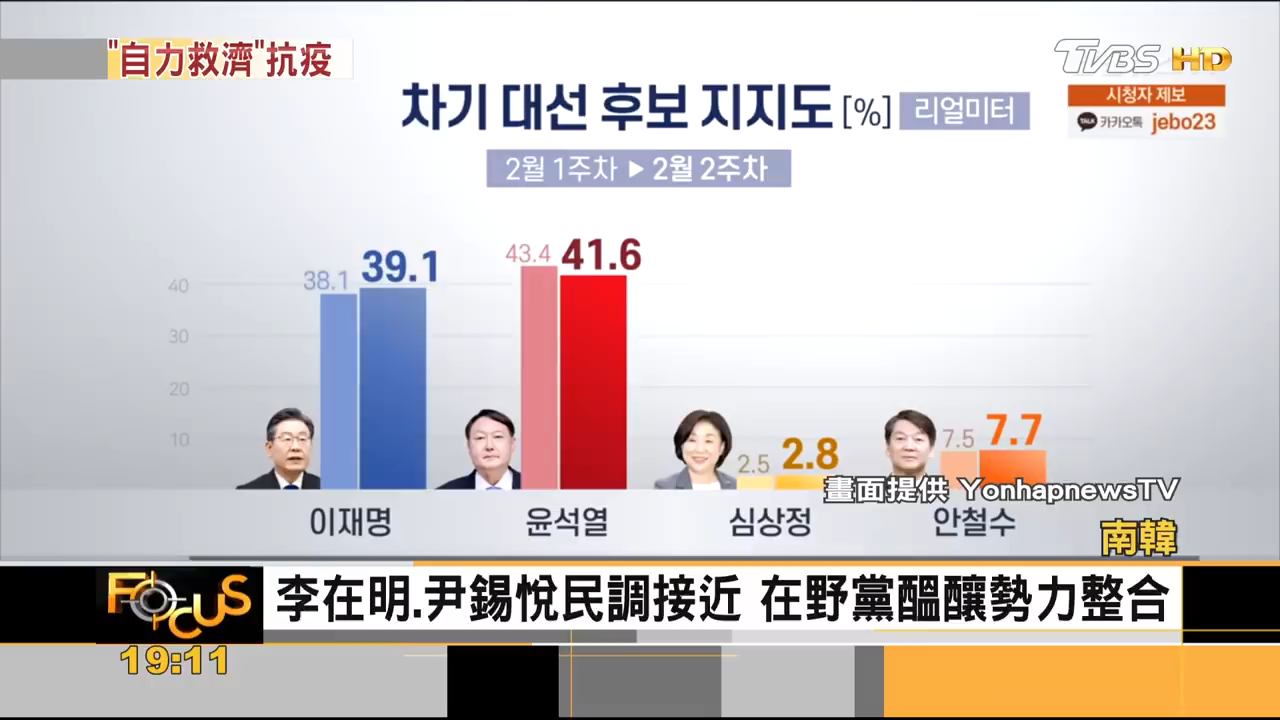 "自力救濟"抗疫
TVBS HD
차기 대선 후보 지지도 [%] 리얼미터
시청자 제보
TALK 카카오톡 jebo23
2월 1주차 ▶ 2월 2주차
38.1 39.1 43.4 41.6 2.5 2.8 7.5 7.7
40
30
20
10
畫面提供 YonhapnewsTV
이재명 윤석열 심상정 안철수
南韓
FOCUS
李在明.尹錫悅民調接近 在野黨醞釀勢力整合
19:11